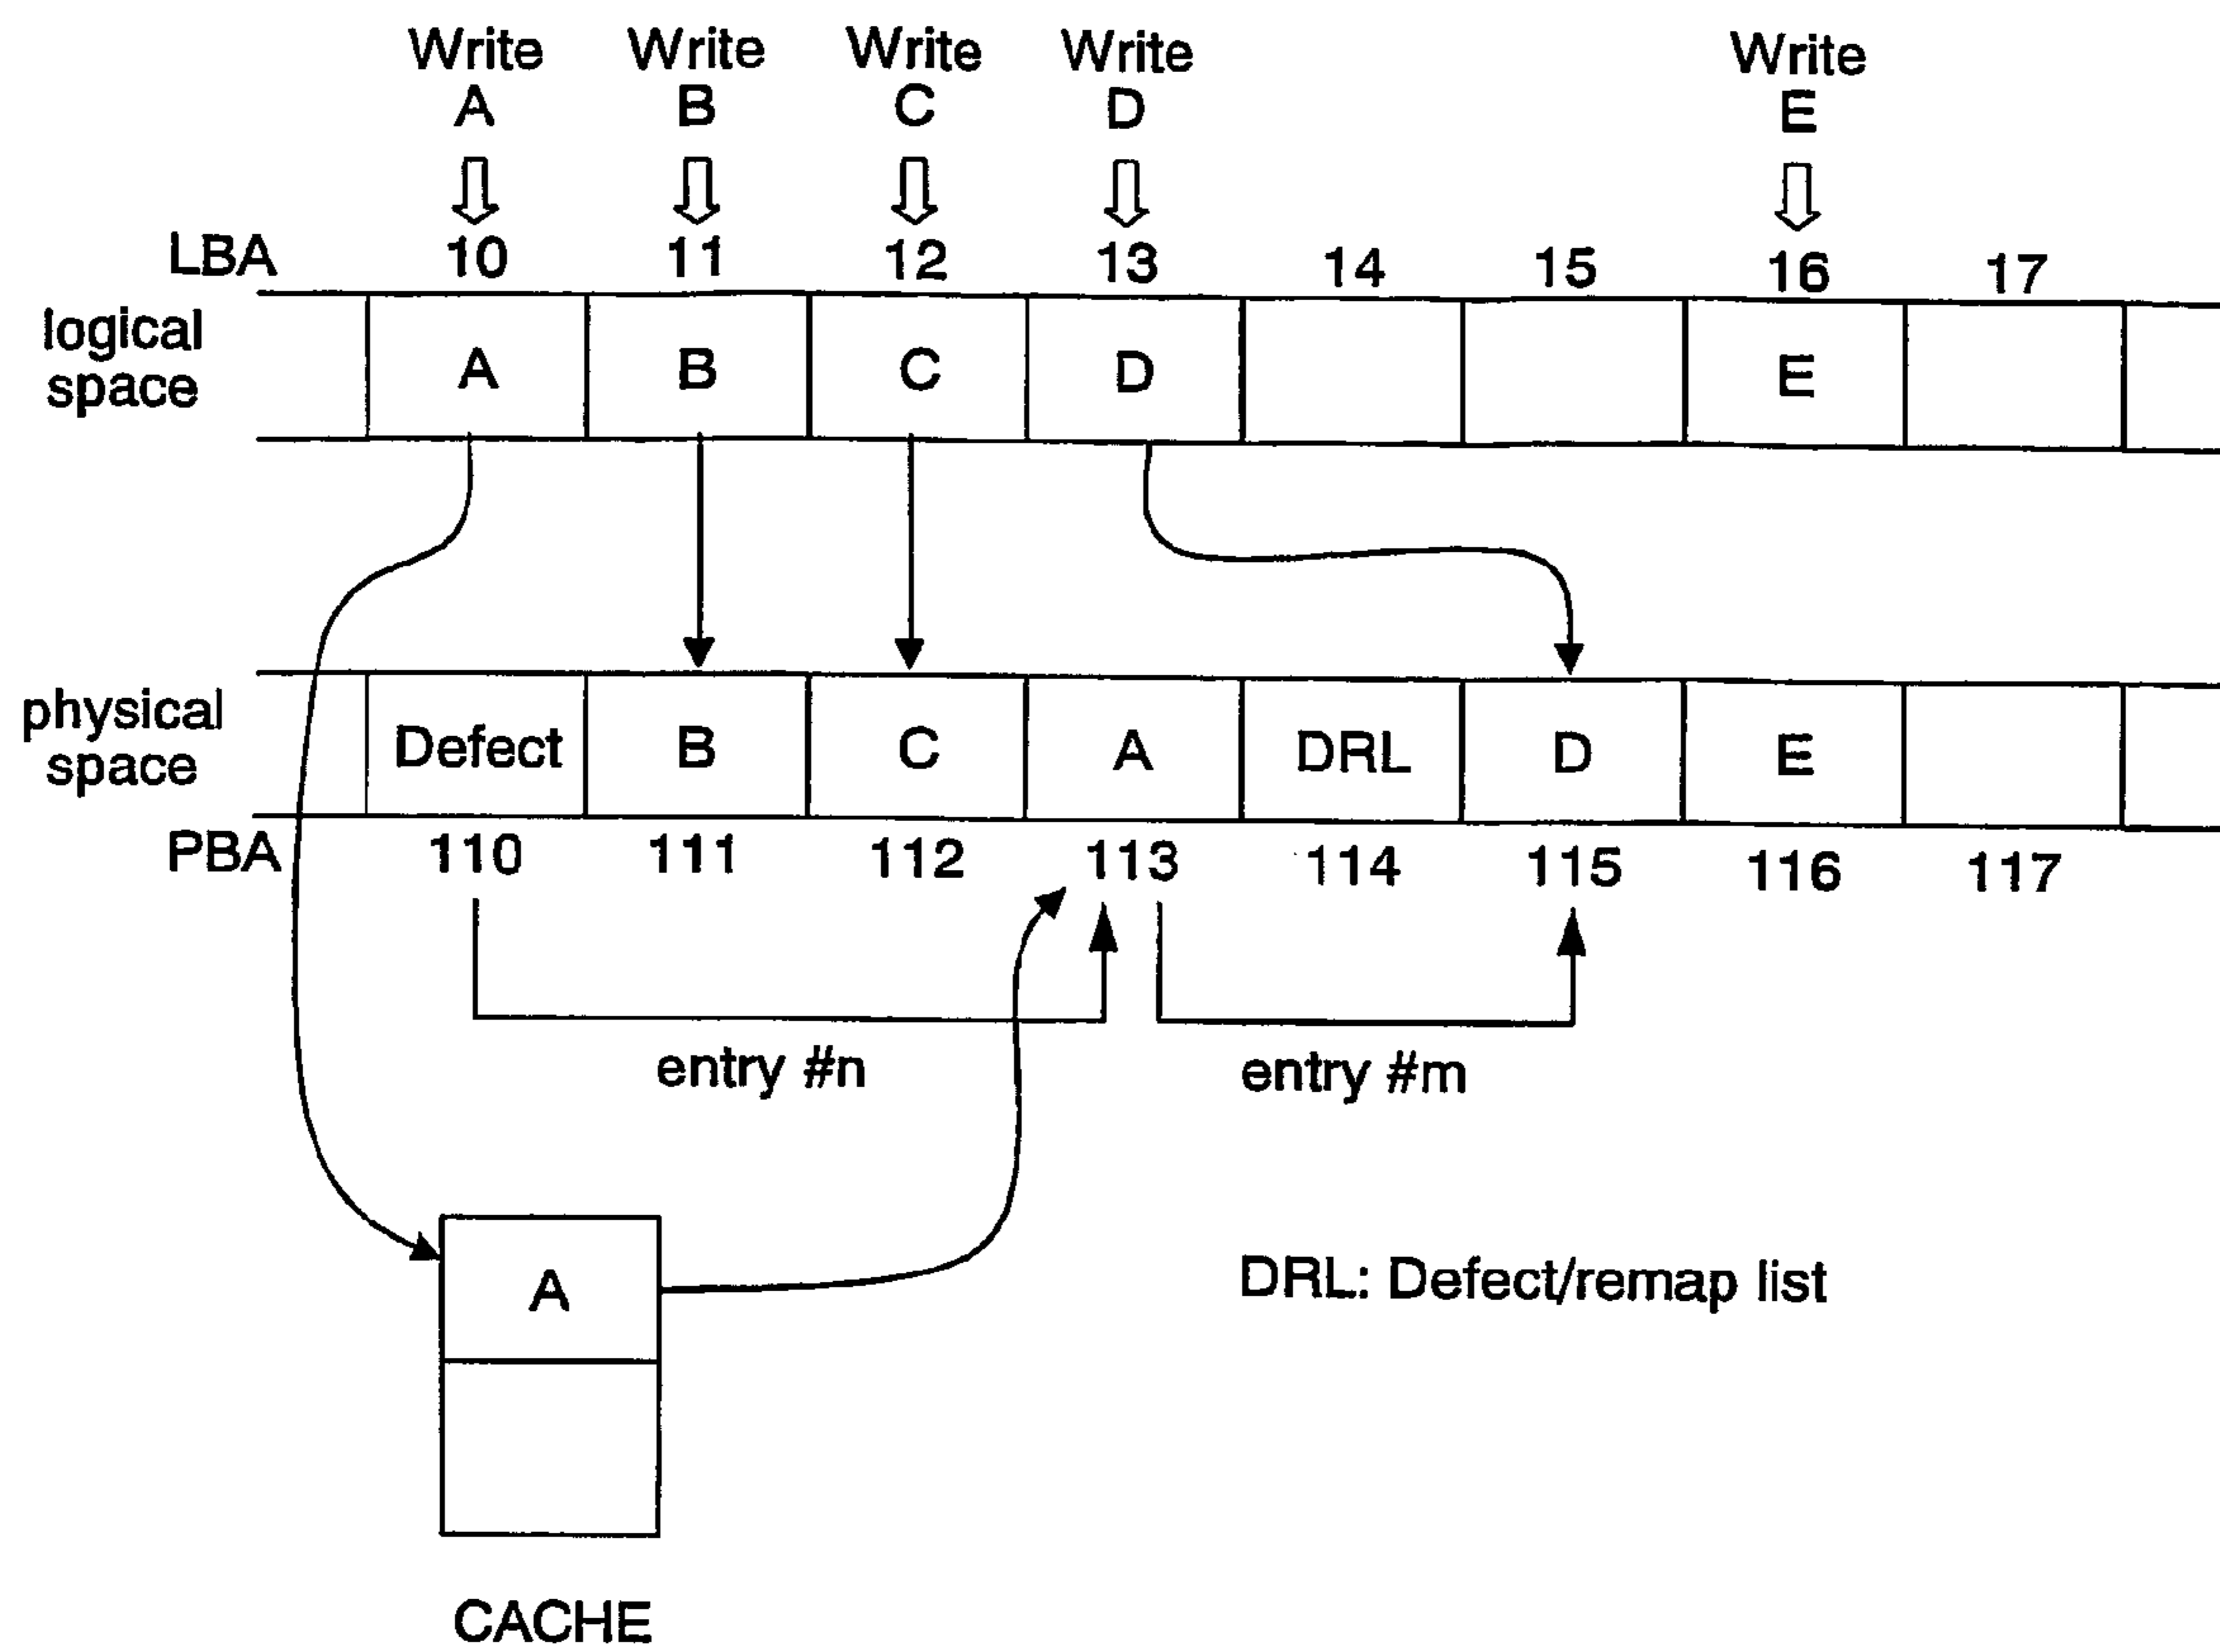 Write Write Write Write Write
A B C D E
LBA 10 11 12 13 14 15 16 17
logical
space
A B C D E
physical
space
Defect B C A DRL D E
PBA 110 111 112 113 114 115 116 117
entry #n entry #m
A
DRL: Defect/remap list
CACHE